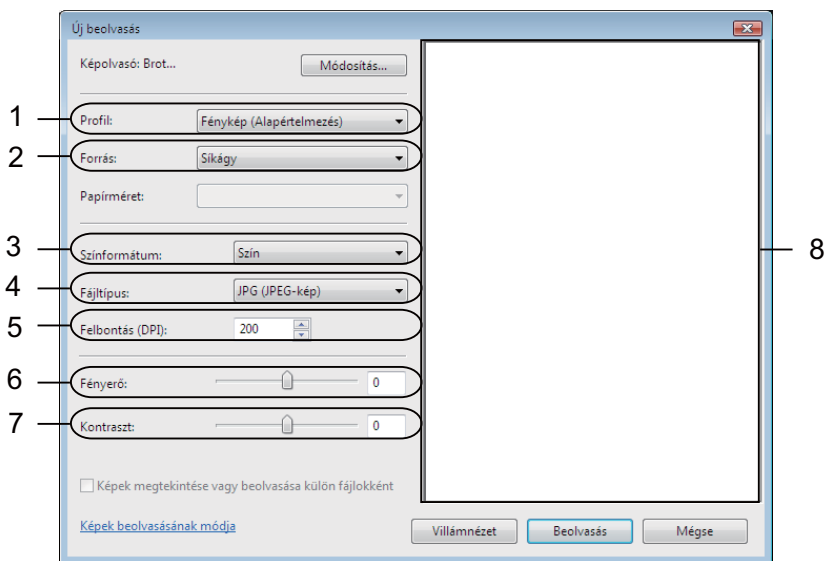 Új beolvasás
Képolvasó: Brot... Módosítás...
1 Profil: Fénykép (Alapértelmezés)
2 Forrás: Síkágy
Papírméret:
3 Színformátum: Szín 8
4 Fájltípus: JPG (JPEG-kép)
5 Felbontás (DPI): 200
6 Fényerő: 0
7 Kontraszt: 0
Képek megtekintése vagy beolvasása külön fájlokként
Képek beolvasásának módja Villámnézet Beolvasás Mégse